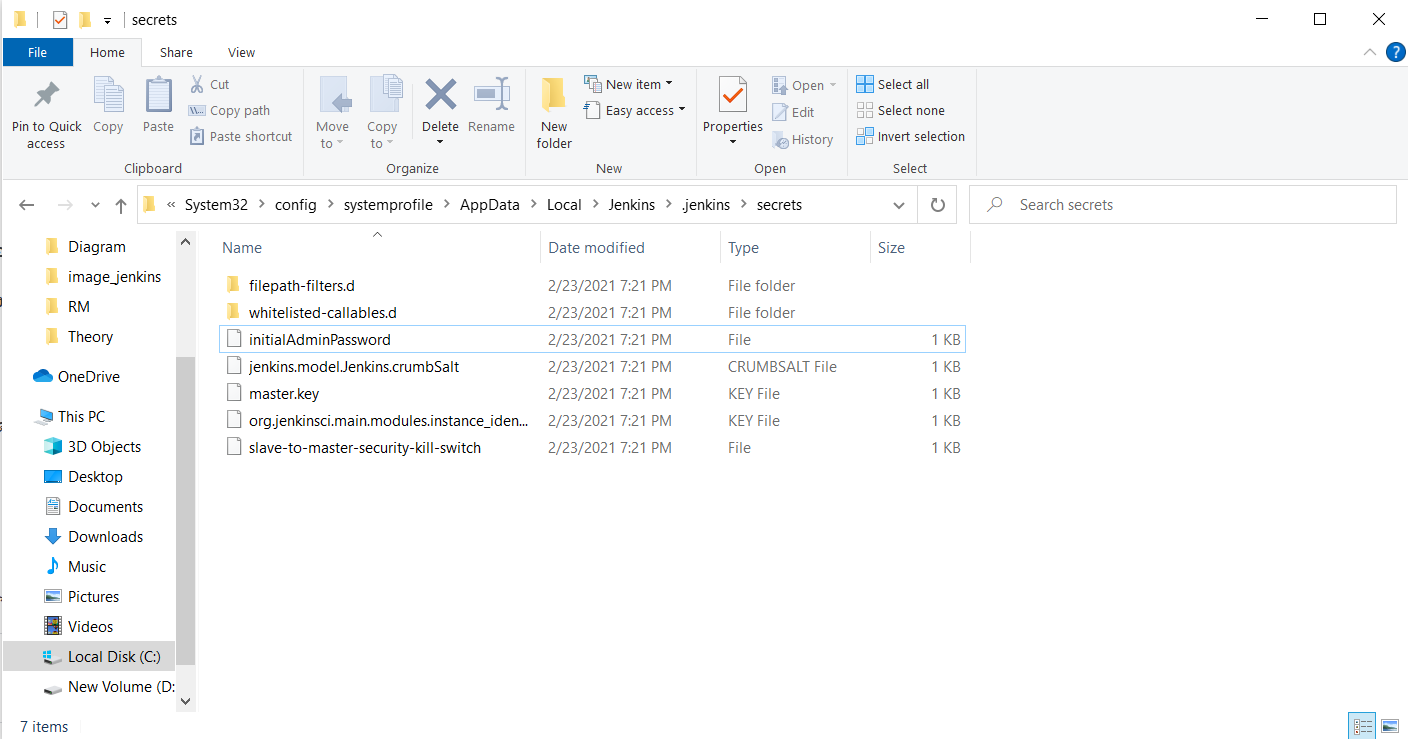 secrets
File Home Share View
Pin to Quick access
Copy
Paste
Cut
Copy path
Paste shortcut
Clipboard
Move to
Copy to
Delete
Rename
Organize
New folder
New item
Easy access
New
Properties
Open
Edit
History
Open
Select all
Select none
Invert selection
Select
« System32 > config > systemprofile > AppData > Local > Jenkins > .jenkins > secrets
Search secrets
Diagram
image_jenkins
RM
Theory
OneDrive
This PC
3D Objects
Desktop
Documents
Downloads
Music
Pictures
Videos
Local Disk (C:)
New Volume (D:
Name Date modified Type Size
filepath-filters.d 2/23/2021 7:21 PM File folder
whitelisted-callables.d 2/23/2021 7:21 PM File folder
initialAdminPassword 2/23/2021 7:21 PM File 1 KB
jenkins.model.Jenkins.crumbSalt 2/23/2021 7:21 PM CRUMBSALT File 1 KB
master.key 2/23/2021 7:21 PM KEY File 1 KB
org.jenkinsci.main.modules.instance_iden... 2/23/2021 7:21 PM KEY File 1 KB
slave-to-master-security-kill-switch 2/23/2021 7:21 PM File 1 KB
7 items